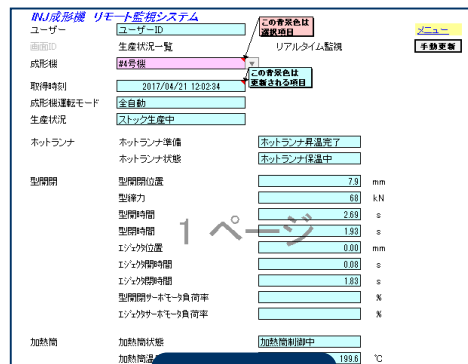 INJ成形機 リモート監視システム
この背景色は
選択項目
ユーザー ユーザーID メニュー
画面ID 生産状況一覧 リアルタイム監視 手動更新
成形機 #4号機
この背景色は
更新される項目
取得時刻 2017/04/21 12:02:34
成形機運転モード 全自動
生産状況 ストック生産中
ホットランナ ホットランナ準備 ホットランナ昇温完了
ホットランナ状態 ホットランナ保温中
型開閉 型開閉位置 7.9 mm
型締力 68 kN
型開時間 2.69 s
型閉時間 1.93 s
1 ページ
エジェクタ位置 0.00 mm
エジェクタ開時間 0.08 s
エジェクタ閉時間 1.83 s
型開閉サーボモータ負荷率 %
エジェクタサーボモータ負荷率 %
加熱筒 加熱筒状態 加熱筒制御中
加熱筒温 199.6 ℃